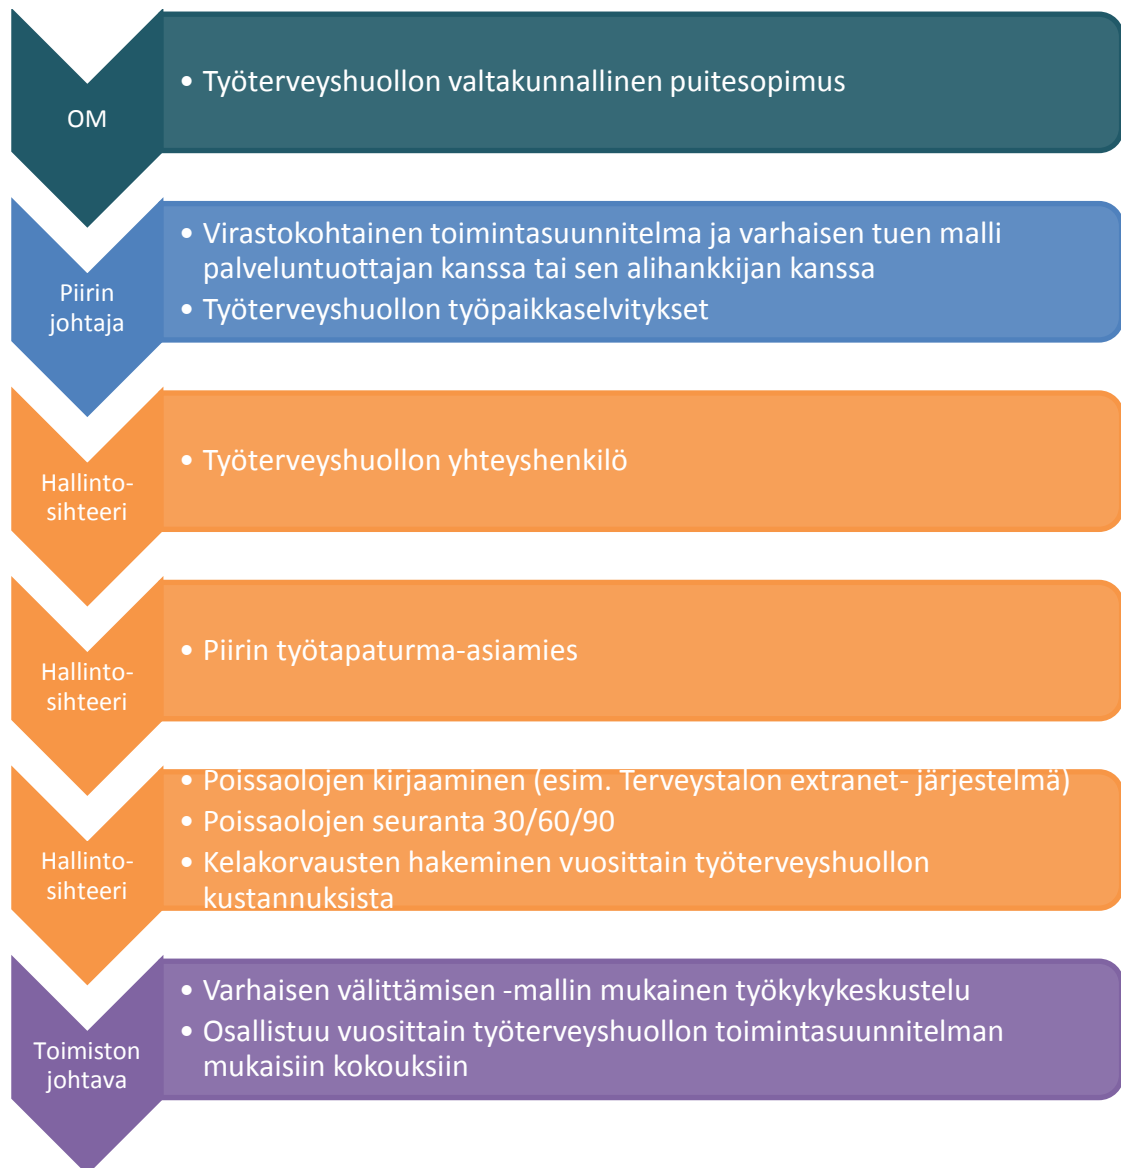 OM
• Työterveyshuollon valtakunnallinen puitesopimus
Piirin
johtaja
• Virastokohtainen toimintasuunnitelma ja varhaisen tuen malli
palveluntuottajan kanssa tai sen alihankkijan kanssa
• Työterveyshuollon työpaikkaselvitykset
Hallinto-
sihteeri
• Työterveyshuollon yhteyshenkilö
Hallinto-
sihteeri
• Piirin työtapaturma-asiamies
Hallinto-
sihteeri
• Poissaolojen kirjaaminen (esim. Terveystalon extranet- järjestelmä)
• Poissaolojen seuranta 30/60/90
• Kelakorvausten hakeminen vuosittain työterveyshuollon
kustannuksista
Toimiston
johtava
• Varhaisen välittämisen -mallin mukainen työkykykeskustelu
• Osallistuu vuosittain työterveyshuollon toimintasuunnitelman
mukaisiin kokouksiin